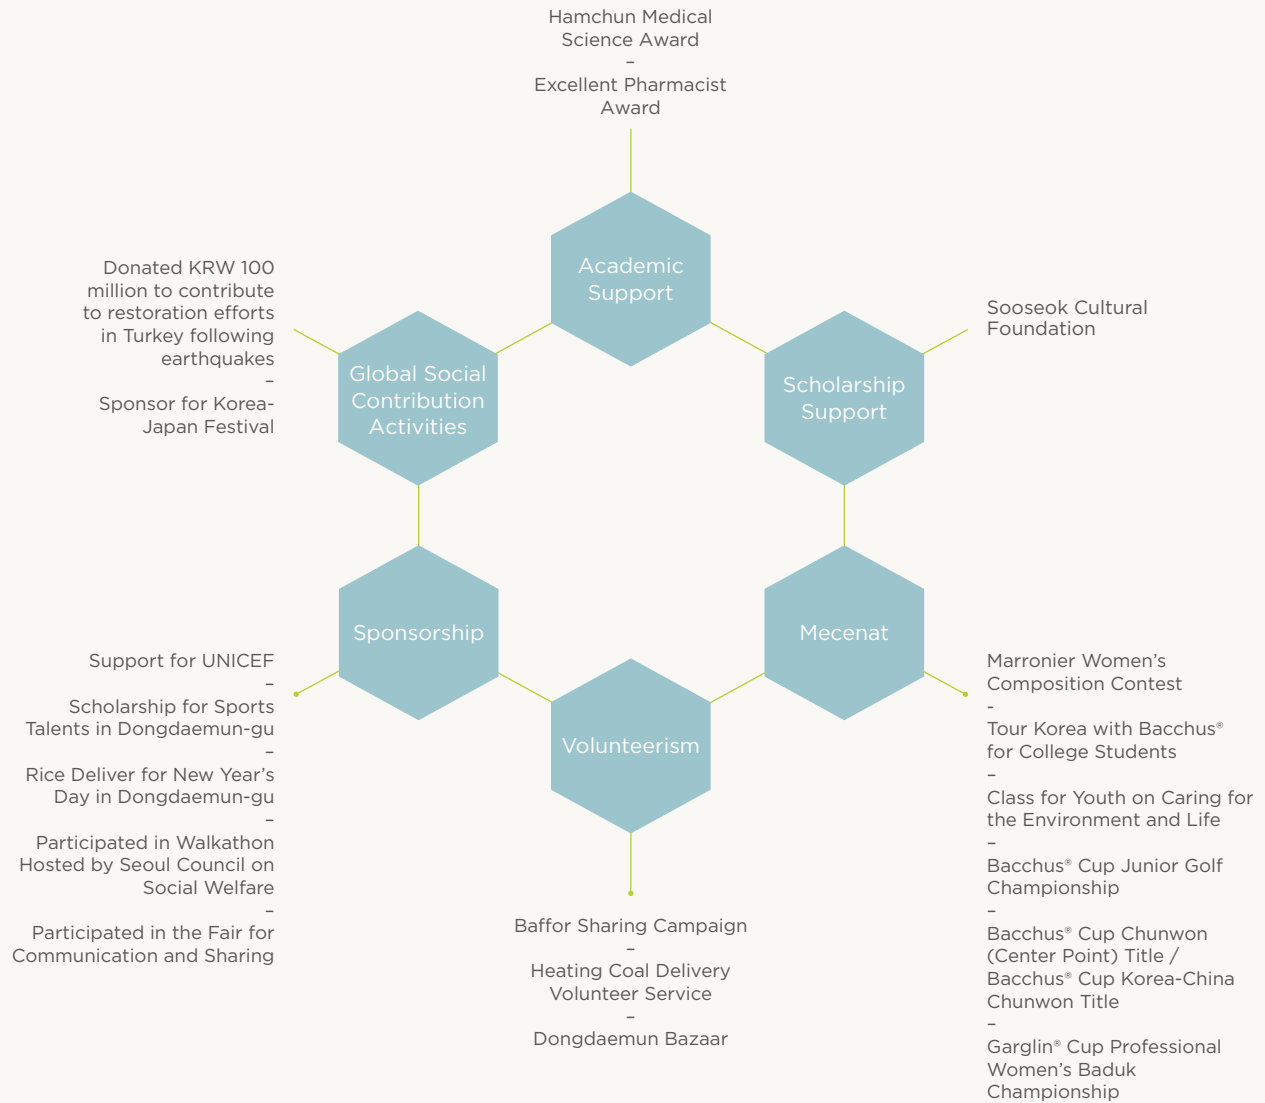 Hamchun Medical
Science Award
–
Excellent Pharmacist
Award
Academic
Support
Donated KRW 100
million to contribute
to restoration efforts
in Turkey following
earthquakes
–
Sponsor for Korea-
Japan Festival
Global Social
Contribution
Activities
Scholarship
Support
Sooseok Cultural
Foundation
Sponsorship
Support for UNICEF
–
Scholarship for Sports
Talents in Dongdaemun-gu
–
Rice Deliver for New Year’s
Day in Dongdaemun-gu
–
Participated in Walkathon
Hosted by Seoul Council on
Social Welfare
–
Participated in the Fair for
Communication and Sharing
Volunteerism
Baffor Sharing Campaign
–
Heating Coal Delivery
Volunteer Service
–
Dongdaemun Bazaar
Mecenat
Marronier Women’s
Composition Contest
-
Tour Korea with Bacchus®
for College Students
–
Class for Youth on Caring for
the Environment and Life
–
Bacchus® Cup Junior Golf
Championship
–
Bacchus® Cup Chunwon
(Center Point) Title /
Bacchus® Cup Korea-China
Chunwon Title
–
Garglin® Cup Professional
Women’s Baduk
Championship